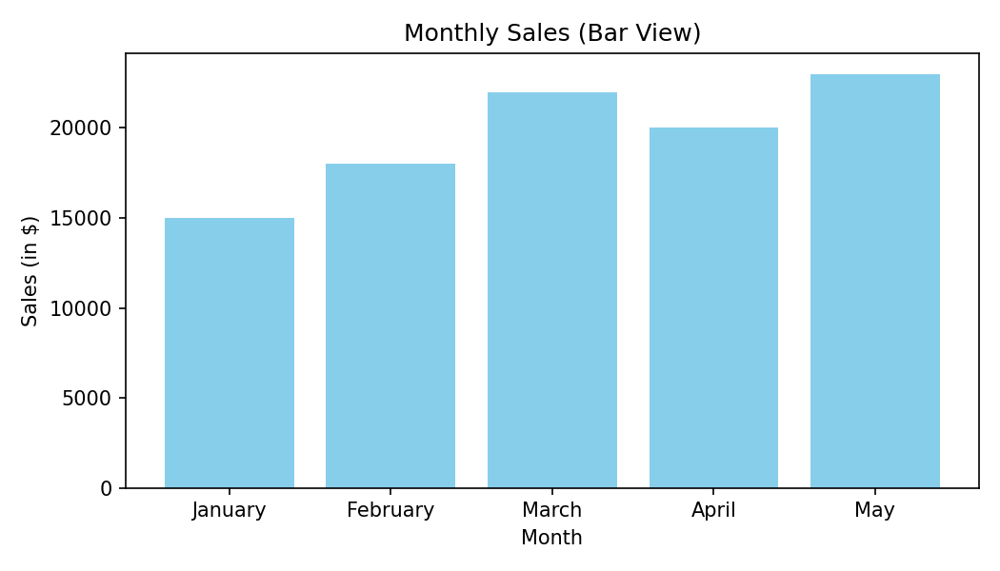 Monthly Sales (Bar View)
Sales (in $)
20000
15000
10000
5000
0
January February March April May
Month